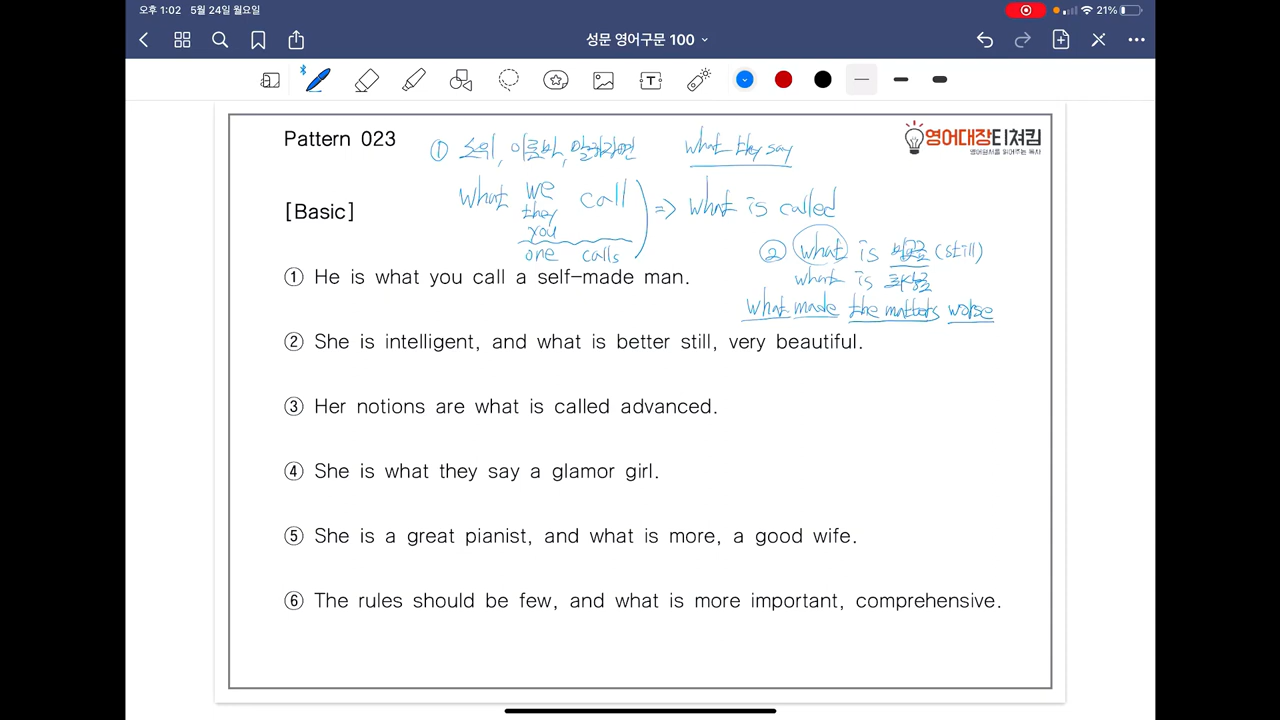 오후 1:02 5월 24일 월요일
21%
성문 영어구문 100
Pattern 023
① 소위, 이른바, 말하자면 what they say
영어대장티쳐킴
what we call
they
you
one calls
⇒ what is called
[Basic]
② what is 비교급 (still)
what is 최상급
what made the matters worse
① He is what you call a self-made man.
② She is intelligent, and what is better still, very beautiful.
③ Her notions are what is called advanced.
④ She is what they say a glamor girl.
⑤ She is a great pianist, and what is more, a good wife.
⑥ The rules should be few, and what is more important, comprehensive.